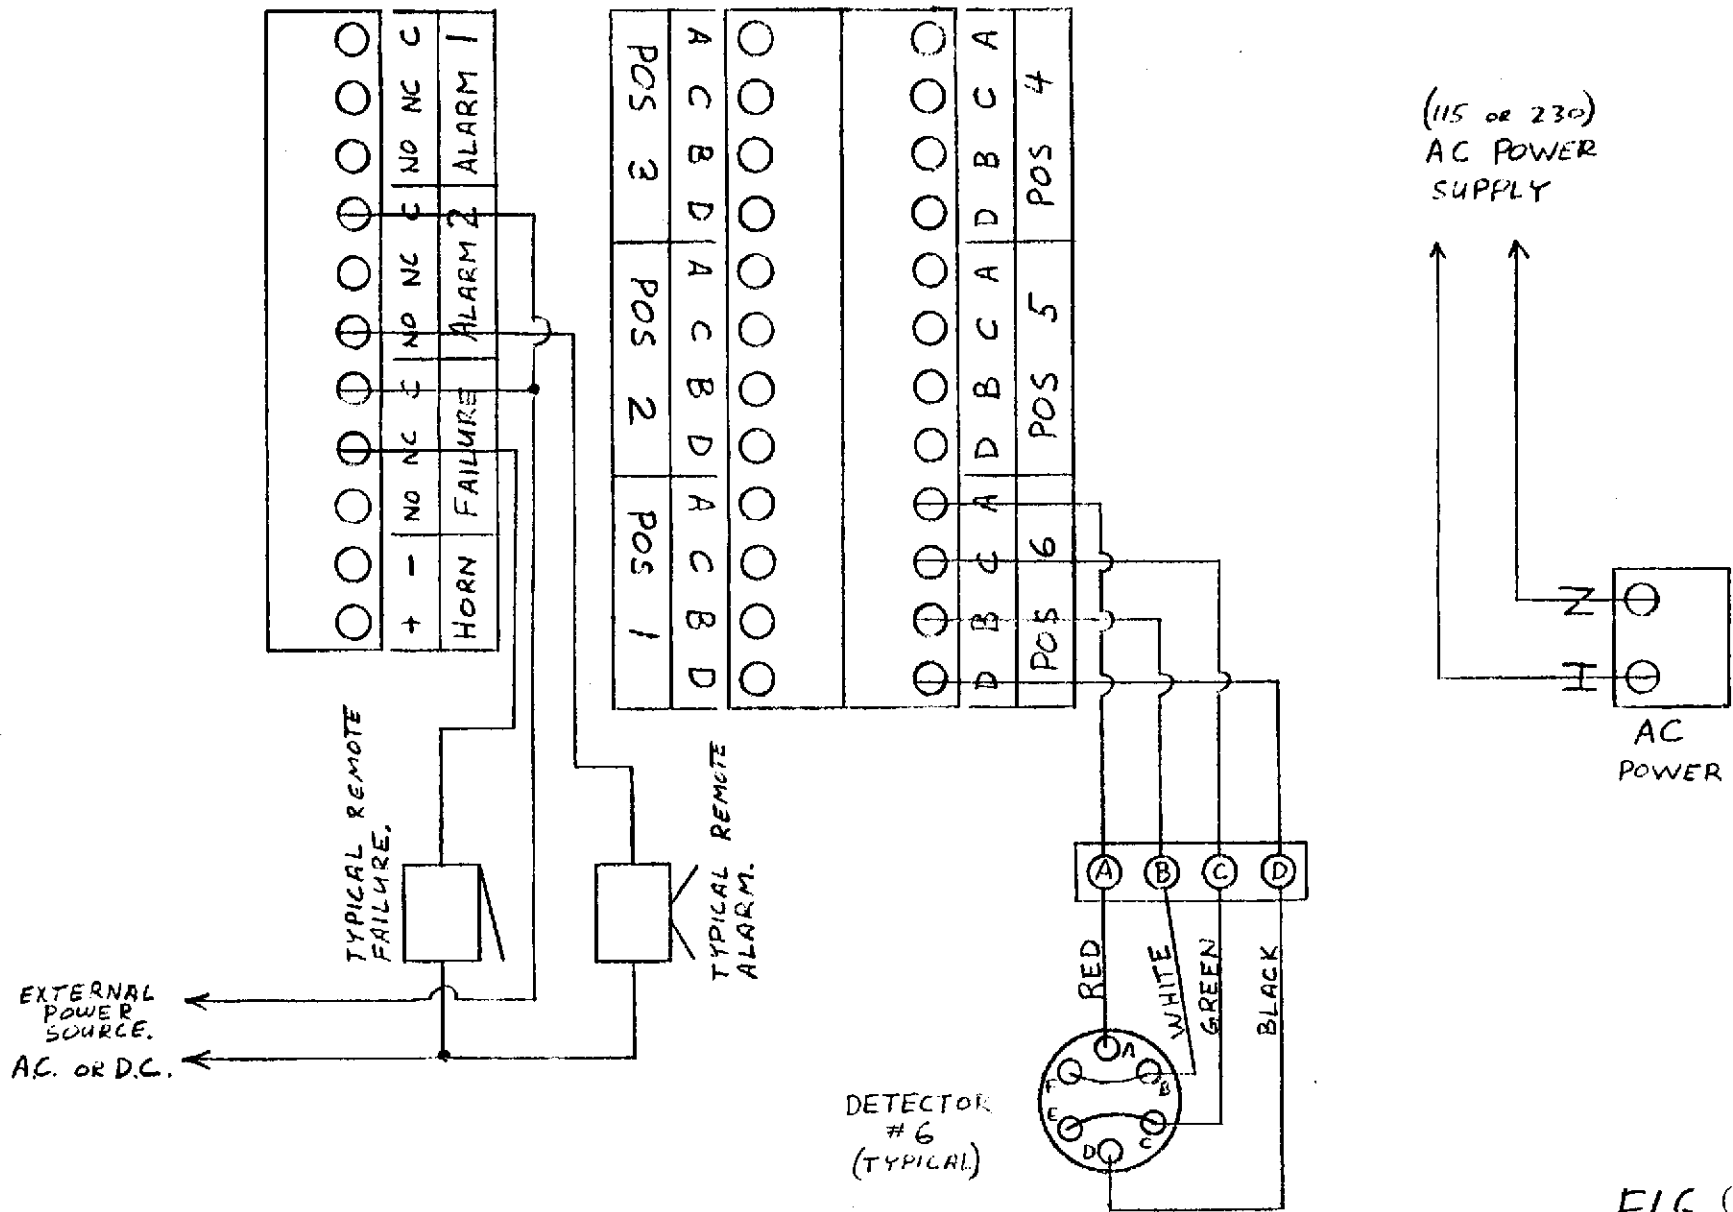 C NC NO
ALARM 1
C NC NO
ALARM 2
C NC NO
FAILURE
- +
HORN
POS 3
A C B D
POS 2
A C B D
POS 1
A C B D
A C B D
POS 4
A C B D
POS 5
A C B D
POS 6
(115 OR 230)
AC POWER
SUPPLY
N
H
AC
POWER
TYPICAL REMOTE
FAILURE.
TYPICAL REMOTE
ALARM.
EXTERNAL
POWER
SOURCE.
A.C. OR D.C.
A B C D
RED
WHITE
GREEN
BLACK
A
F B
E C
D
DETECTOR
#6
(TYPICAL)
FIG